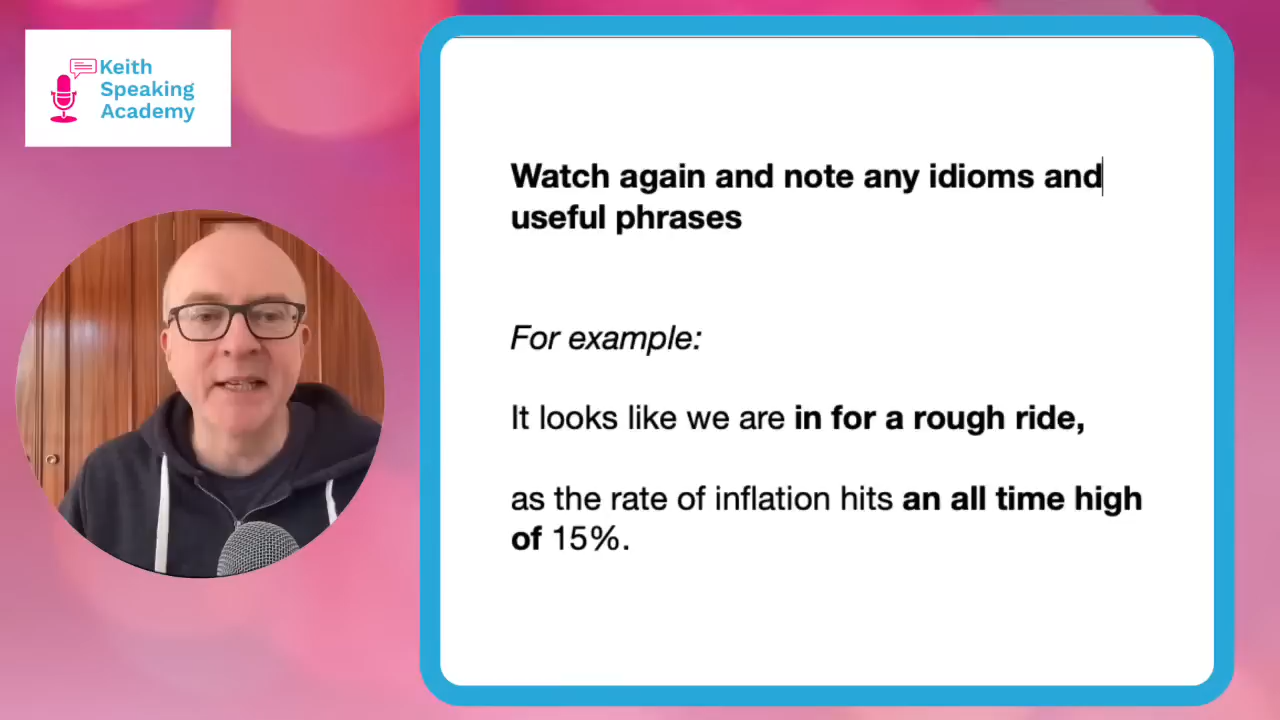 Keith
Speaking
Academy
Watch again and note any idioms and
useful phrases
For example:
It looks like we are in for a rough ride,
as the rate of inflation hits an all time high
of 15%.